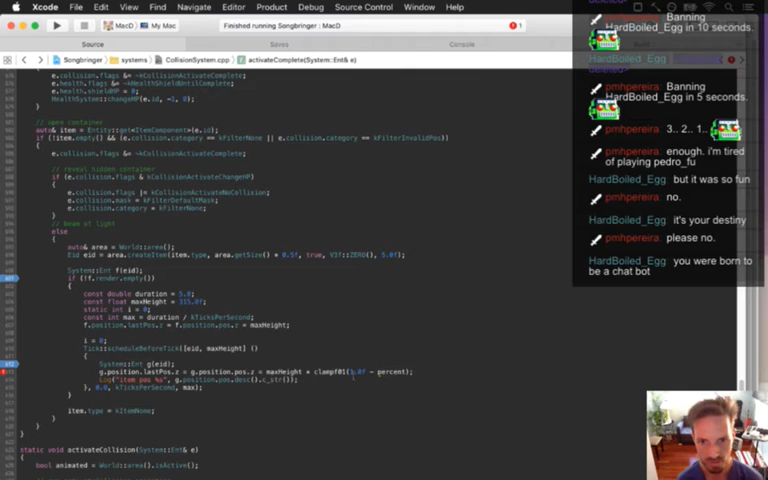 Xcode File Edit View Find Navigate Editor Product Debug Source Control Window Help
MacD My Mac
Finished running Songbringer : MacD
1
Source
Saves
Console
Songbringer systems CollisionSystem.cpp activateComplete(System::Ent& e)
e.collision.flags &= ~kCollisionActivateComplete;
e.health.flags &= ~kHealthShieldUntilComplete;
e.health.shieldHP = 0;
HealthSystem::changeHP(e.id, -1, 0);
// open container
auto& item = Entity::get<ItemComponent>(e.id);
if (!item.empty() && (e.collision.category == kFilterNone || e.collision.category == kFilterInvalidPos))
{
e.collision.flags &= ~kCollisionActivateComplete;
// reveal hidden container
if (e.collision.flags & kCollisionActivateChangeHP)
{
e.collision.flags |= kCollisionActivateNoCollision;
e.collision.mask = kFilterDefaultMask;
e.collision.category = kFilterNone;
}
// beam of light
else
{
auto& area = World::area();
Eid eid = area.createItem(item.type, area.getSize() * 0.5f, true, V3f::ZERO(), 5.0f);
System::Ent f(eid);
if (!f.render.empty())
{
const double duration = 5.0;
const float maxHeight = 315.0f;
static int i = 0;
const int max = duration / kTicksPerSecond;
f.position.lastPos.z = f.position.pos.z = maxHeight;
i = 0;
Tick::scheduleBeforeTick([eid, maxHeight] ()
{
System::Ent g(eid);
g.position.lastPos.z = g.position.pos.z = maxHeight * clampf01(1.0f - percent);
Log("item pos %s", g.position.pos.desc().c_str());
}, 0.0, kTicksPerSecond, max);
}
item.type = kItemNone;
}
}
}
static void activateCollision(System::Ent& e)
{
bool animated = World::area().isActive();
Banning
HardBoiled_Egg in 10 seconds.
HardBoiled_Egg
deleted>
pmhpereira: Banning
HardBoiled_Egg in 5 seconds.
pmhpereira: 3.. 2.. 1..
pmhpereira: enough. i'm tired
of playing pedro_fu
HardBoiled_Egg: but it was so fun
pmhpereira: no.
HardBoiled_Egg: it's your destiny
pmhpereira: please no.
HardBoiled_Egg: you were born to
be a chat bot